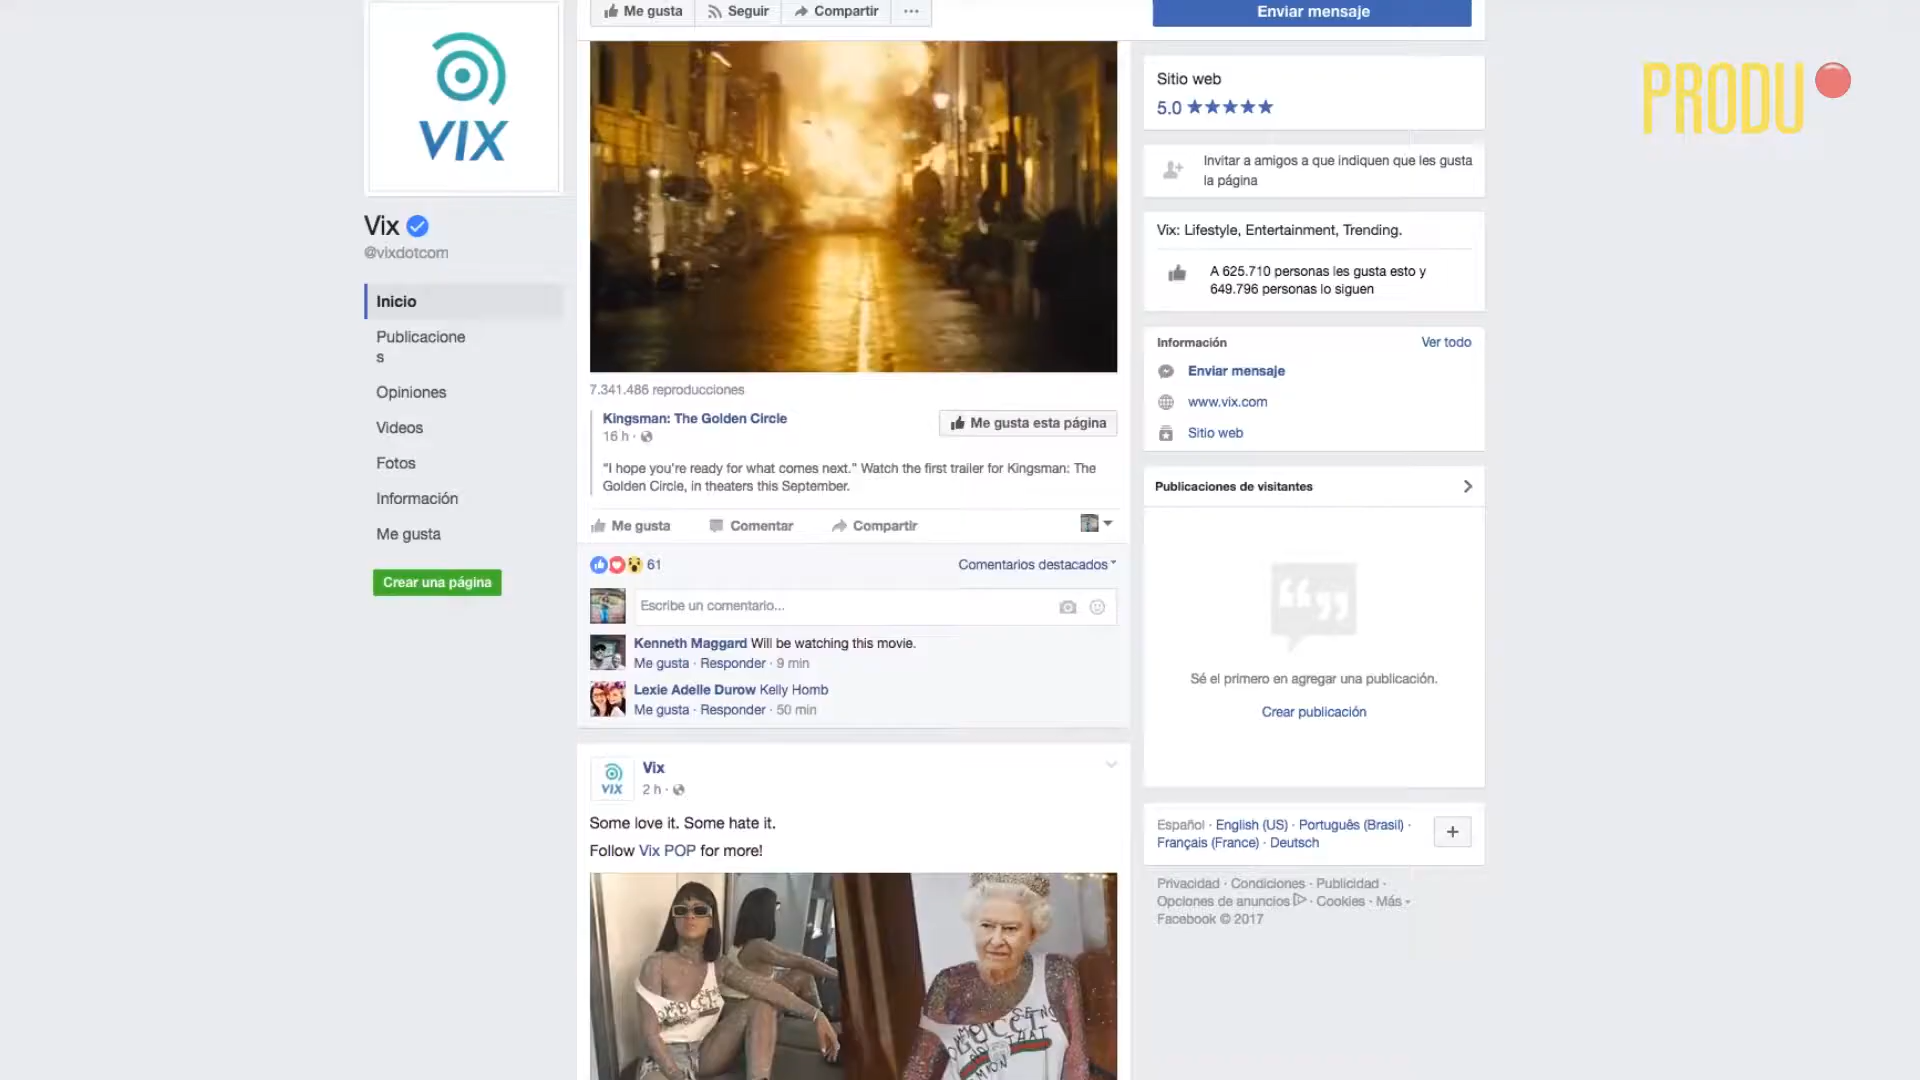 Me gusta
Seguir
Compartir
Enviar mensaje
PRODU
VIX
Vix
@vixdotcom
Inicio
Publicacione
s
Opiniones
Videos
Fotos
Información
Me gusta
Crear una página
7.341.486 reproducciones
Kingsman: The Golden Circle
16 h ·
Me gusta esta página
"I hope you're ready for what comes next." Watch the first trailer for Kingsman: The
Golden Circle, in theaters this September.
Me gusta
Comentar
Compartir
61
Comentarios destacados
Escribe un comentario...
Kenneth Maggard Will be watching this movie.
Me gusta · Responder · 9 min
Lexie Adelle Durow Kelly Homb
Me gusta · Responder · 50 min
VIX
Vix
2 h ·
Some love it. Some hate it.
Follow Vix POP for more!
Sitio web
5.0
Invitar a amigos a que indiquen que les gusta
la página
Vix: Lifestyle, Entertainment, Trending.
A 625.710 personas les gusta esto y
649.796 personas lo siguen
Información
Ver todo
Enviar mensaje
www.vix.com
Sitio web
Publicaciones de visitantes
Sé el primero en agregar una publicación.
Crear publicación
Español · English (US) · Português (Brasil) ·
Français (France) · Deutsch
+
Privacidad · Condiciones · Publicidad ·
Opciones de anuncios · Cookies · Más
Facebook © 2017